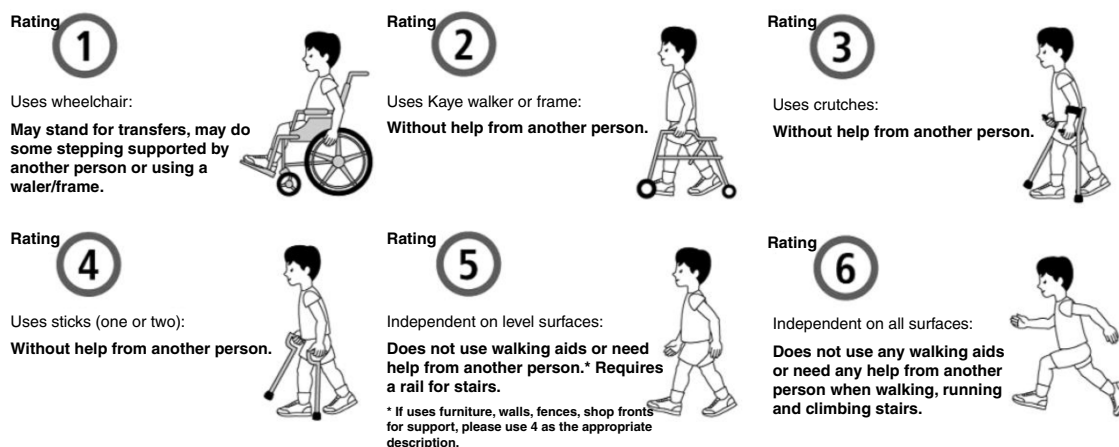 Rating
1
Uses wheelchair:
May stand for transfers, may do
some stepping supported by
another person or using a
waler/frame.
Rating
2
Uses Kaye walker or frame:
Without help from another person.
Rating
3
Uses crutches:
Without help from another person.
Rating
4
Uses sticks (one or two):
Without help from another person.
Rating
5
Independent on level surfaces:
Does not use walking aids or need
help from another person.* Requires
a rail for stairs.
* If uses furniture, walls, fences, shop fronts
for support, please use 4 as the appropriate
description.
Rating
6
Independent on all surfaces:
Does not use any walking aids
or need any help from another
person when walking, running
and climbing stairs.